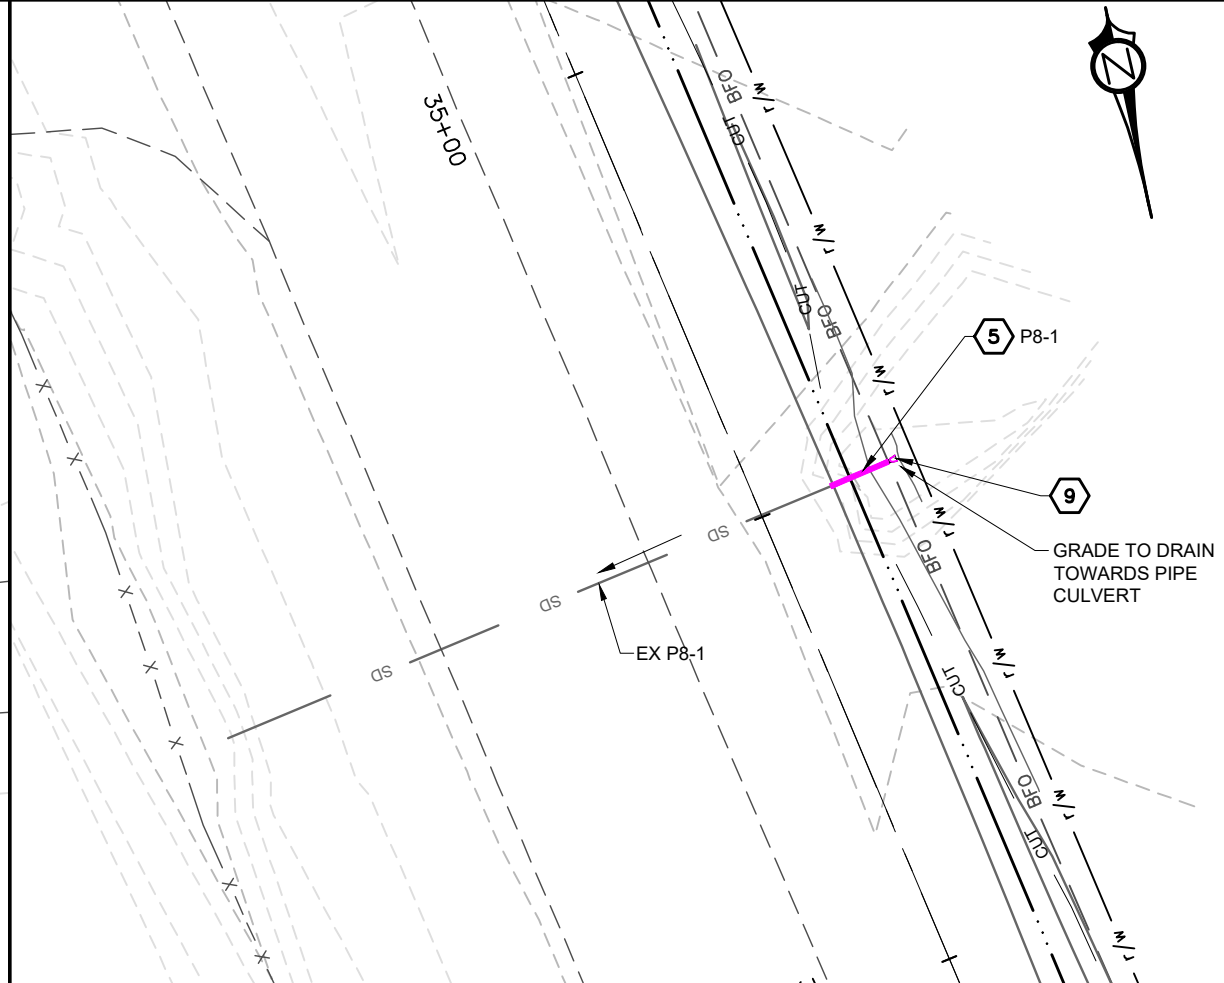 35+00
BFO
CUT
r/w
N
r/w
CUT
BFO
5 P8-1
r/w
9
r/w
SD
BFO
GRADE TO DRAIN
TOWARDS PIPE
CULVERT
SD
EX P8-1
r/w
SD
CUT
BFO
r/w
CUT
r/w